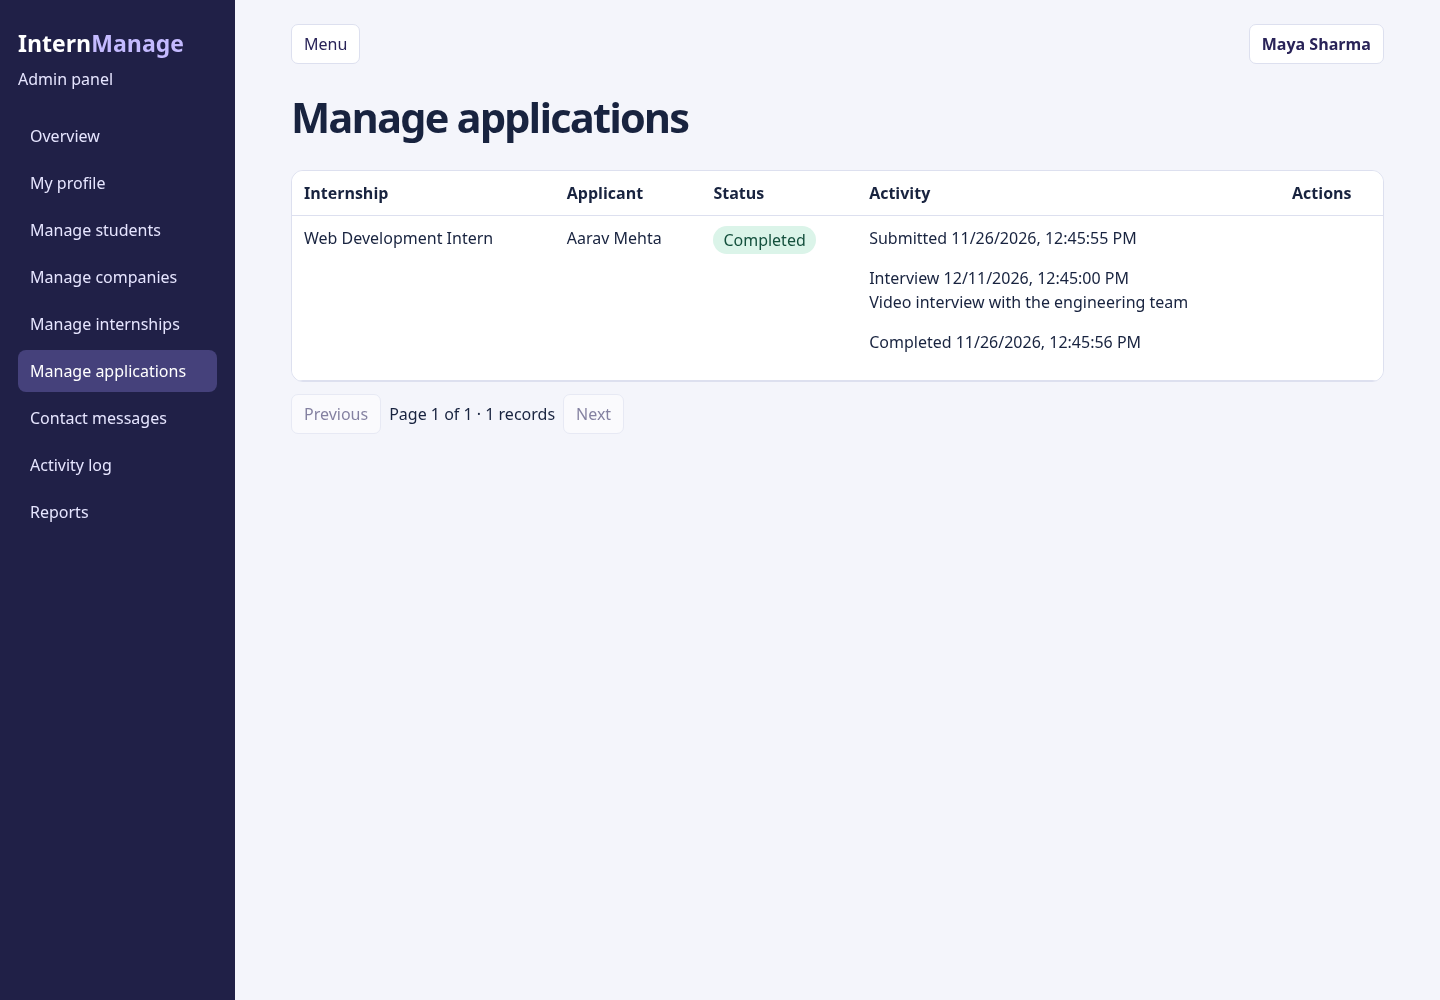 InternManage
Admin panel
Overview
My profile
Manage students
Manage companies
Manage internships
Manage applications
Contact messages
Activity log
Reports
Menu
Maya Sharma
Manage applications
Internship Applicant Status Activity Actions
Web Development Intern Aarav Mehta Completed Submitted 11/26/2026, 12:45:55 PM
Interview 12/11/2026, 12:45:00 PM
Video interview with the engineering team
Completed 11/26/2026, 12:45:56 PM
Previous Page 1 of 1 · 1 records Next